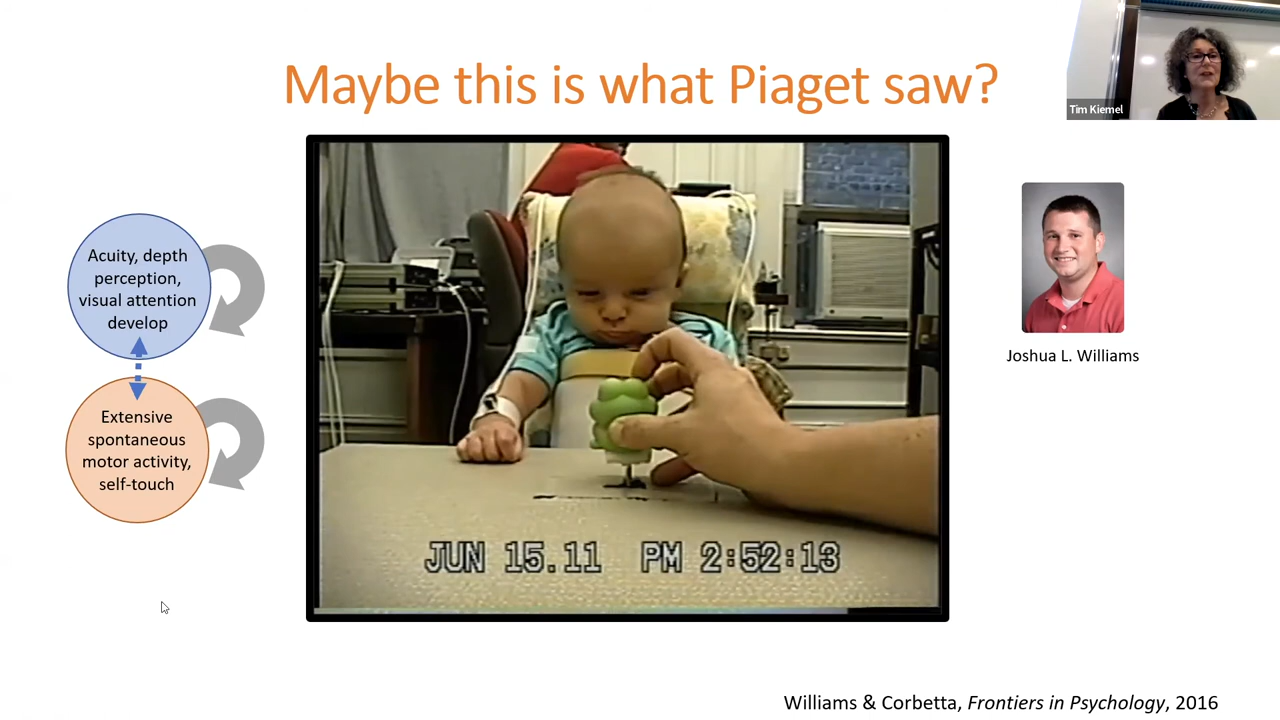 Maybe this is what Piaget saw?
Tim Kiemel
Acuity, depth
perception,
visual attention
develop
Extensive
spontaneous
motor activity,
self-touch
JUN 15.11 PM 2:52:13
Joshua L. Williams
Williams & Corbetta, Frontiers in Psychology, 2016